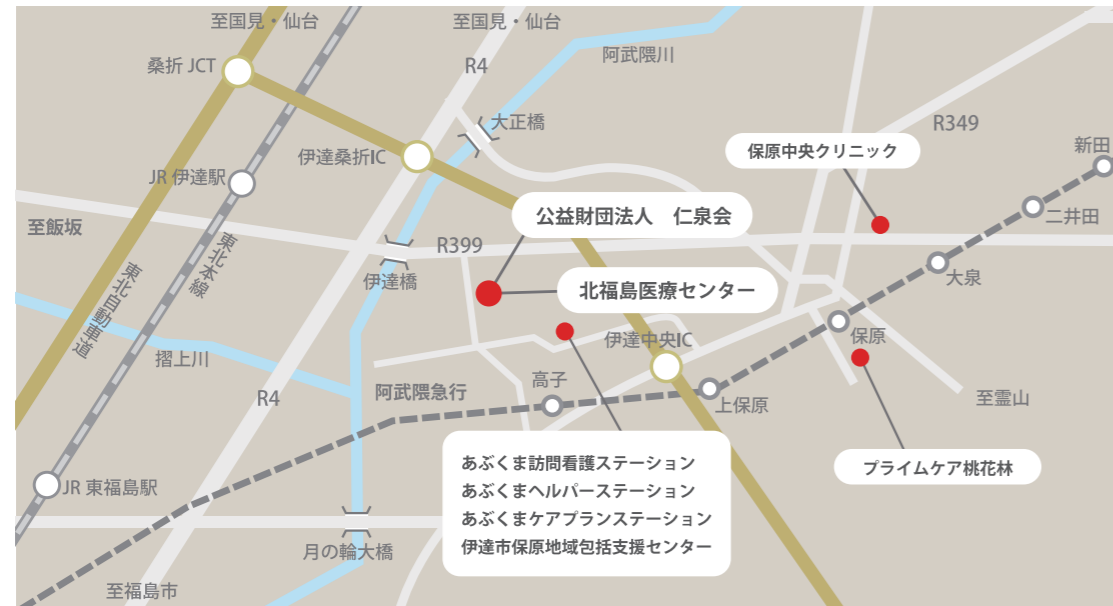 至国見・仙台
至国見・仙台
阿武隈川
桑折 JCT
R4
大正橋
R349
保原中央クリニック
新田
伊達桑折IC
JR 伊達駅
二井田
公益財団法人　仁泉会
至飯坂
東北本線
R399
大泉
伊達橋
北福島医療センター
東北自動車道
伊達中央IC
保原
摺上川
高子
阿武隈急行
R4
上保原
至霊山
あぶくま訪問看護ステーション
あぶくまヘルパーステーション
あぶくまケアプランステーション
伊達市保原地域包括支援センター
プライムケア桃花林
JR 東福島駅
月の輪大橋
至福島市